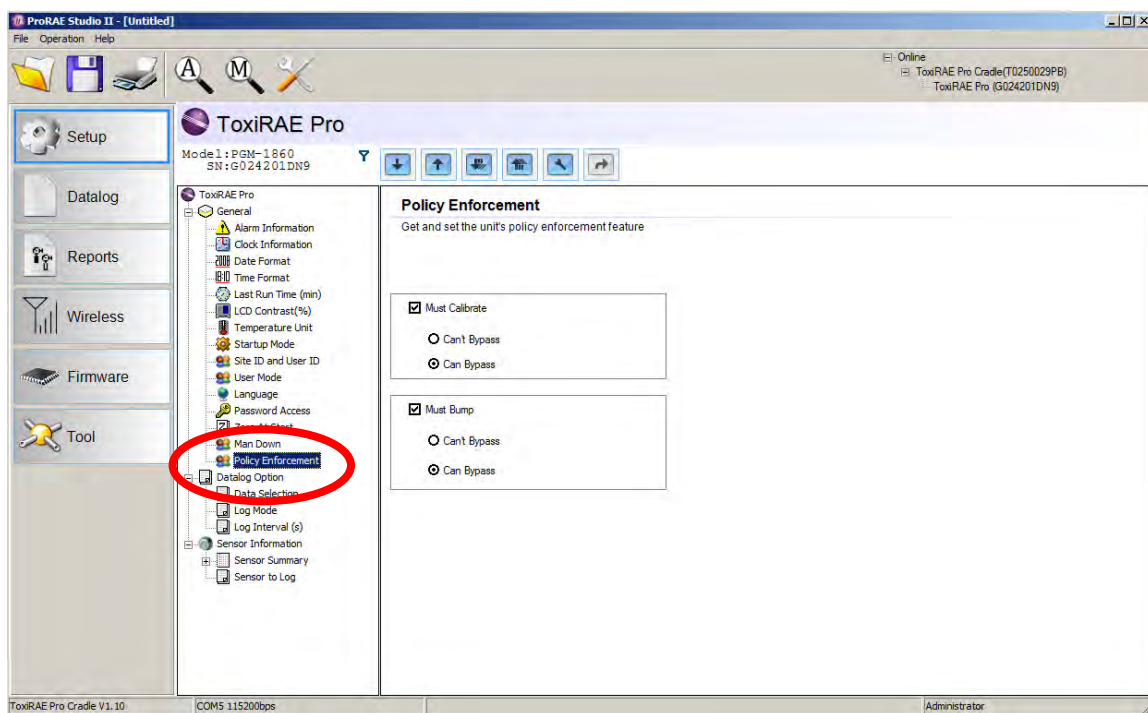 ProRAE Studio II - [Untitled]
File Operation Help
A M
Online
ToxiRAE Pro Cradle(T0250029PB)
ToxiRAE Pro (G024201DN9)
Setup
Datalog
Reports
Wireless
Firmware
Tool
ToxiRAE Pro
Model:PGM-1860
SN:G024201DN9
ToxiRAE Pro
General
Alarm Information
Clock Information
Date Format
Time Format
Last Run Time (min)
LCD Contrast(%)
Temperature Unit
Startup Mode
Site ID and User ID
User Mode
Language
Password Access
Zero At Start
Man Down
Policy Enforcement
Datalog Option
Data Selection
Log Mode
Log Interval (s)
Sensor Information
Sensor Summary
Sensor to Log
Policy Enforcement
Get and set the unit's policy enforcement feature
Must Calibrate
Can't Bypass
Can Bypass
Must Bump
Can't Bypass
Can Bypass
ToxiRAE Pro Cradle V1.10 COM5 115200bps Administrator